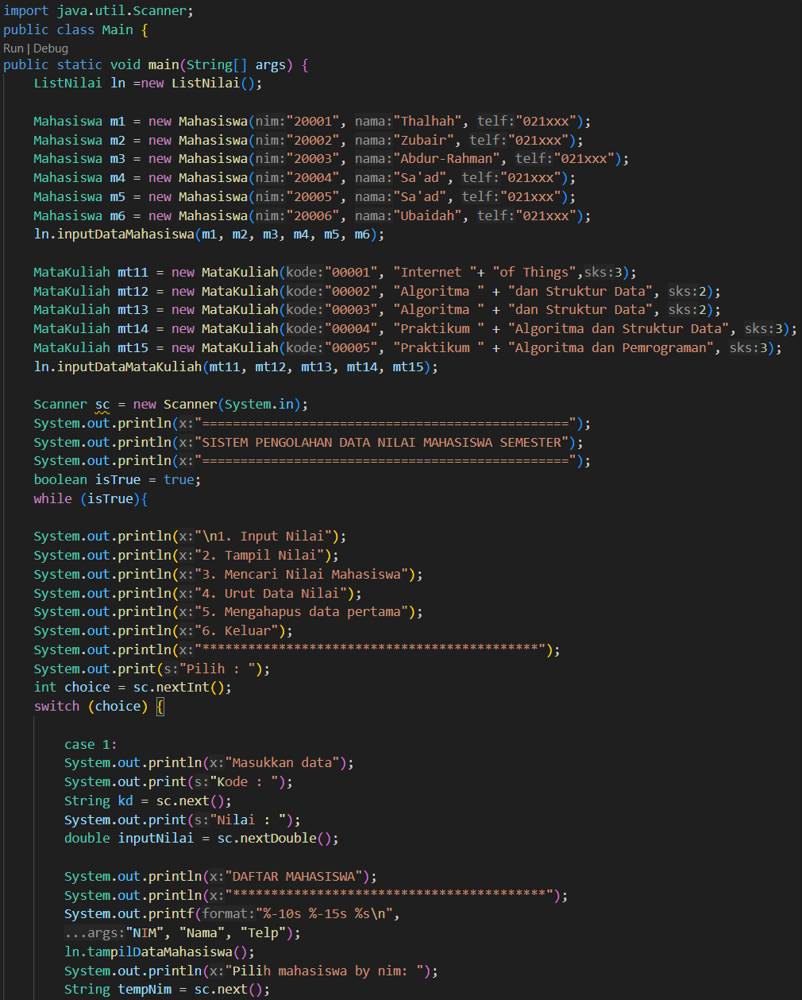 import java.util.Scanner;
public class Main {
Run | Debug
public static void main(String[] args) {
ListNilai ln =new ListNilai();
Mahasiswa m1 = new Mahasiswa(nim:"20001", nama:"Thalhah", telf:"021xxx");
Mahasiswa m2 = new Mahasiswa(nim:"20002", nama:"Zubair", telf:"021xxx");
Mahasiswa m3 = new Mahasiswa(nim:"20003", nama:"Abdur-Rahman", telf:"021xxx");
Mahasiswa m4 = new Mahasiswa(nim:"20004", nama:"Sa'ad", telf:"021xxx");
Mahasiswa m5 = new Mahasiswa(nim:"20005", nama:"Sa'ad", telf:"021xxx");
Mahasiswa m6 = new Mahasiswa(nim:"20006", nama:"Ubaidah", telf:"021xxx");
ln.inputDataMahasiswa(m1, m2, m3, m4, m5, m6);
MataKuliah mt11 = new MataKuliah(kode:"00001", "Internet "+ "of Things",sks:3);
MataKuliah mt12 = new MataKuliah(kode:"00002", "Algoritma " + "dan Struktur Data", sks:2);
MataKuliah mt13 = new MataKuliah(kode:"00003", "Algoritma " + "dan Struktur Data", sks:2);
MataKuliah mt14 = new MataKuliah(kode:"00004", "Praktikum " + "Algoritma dan Struktur Data", sks:3);
MataKuliah mt15 = new MataKuliah(kode:"00005", "Praktikum " + "Algoritma dan Pemrograman", sks:3);
ln.inputDataMataKuliah(mt11, mt12, mt13, mt14, mt15);
Scanner sc = new Scanner(System.in);
System.out.println(x:"================================================");
System.out.println(x:"SISTEM PENGOLAHAN DATA NILAI MAHASISWA SEMESTER");
System.out.println(x:"================================================");
boolean isTrue = true;
while (isTrue){
System.out.println(x:"\n1. Input Nilai");
System.out.println(x:"2. Tampil Nilai");
System.out.println(x:"3. Mencari Nilai Mahasiswa");
System.out.println(x:"4. Urut Data Nilai");
System.out.println(x:"5. Mengahapus data pertama");
System.out.println(x:"6. Keluar");
System.out.println(x:"********************************************");
System.out.print(s:"Pilih : ");
int choice = sc.nextInt();
switch (choice) {
case 1:
System.out.println(x:"Masukkan data");
System.out.print(s:"Kode : ");
String kd = sc.next();
System.out.print(s:"Nilai : ");
double inputNilai = sc.nextDouble();
System.out.println(x:"DAFTAR MAHASISWA");
System.out.println(x:"*****************************************");
System.out.printf(format:"%-10s %-15s %s\n",
...args:"NIM", "Nama", "Telp");
ln.tampilDataMahasiswa();
System.out.println(x:"Pilih mahasiswa by nim: ");
String tempNim = sc.next();